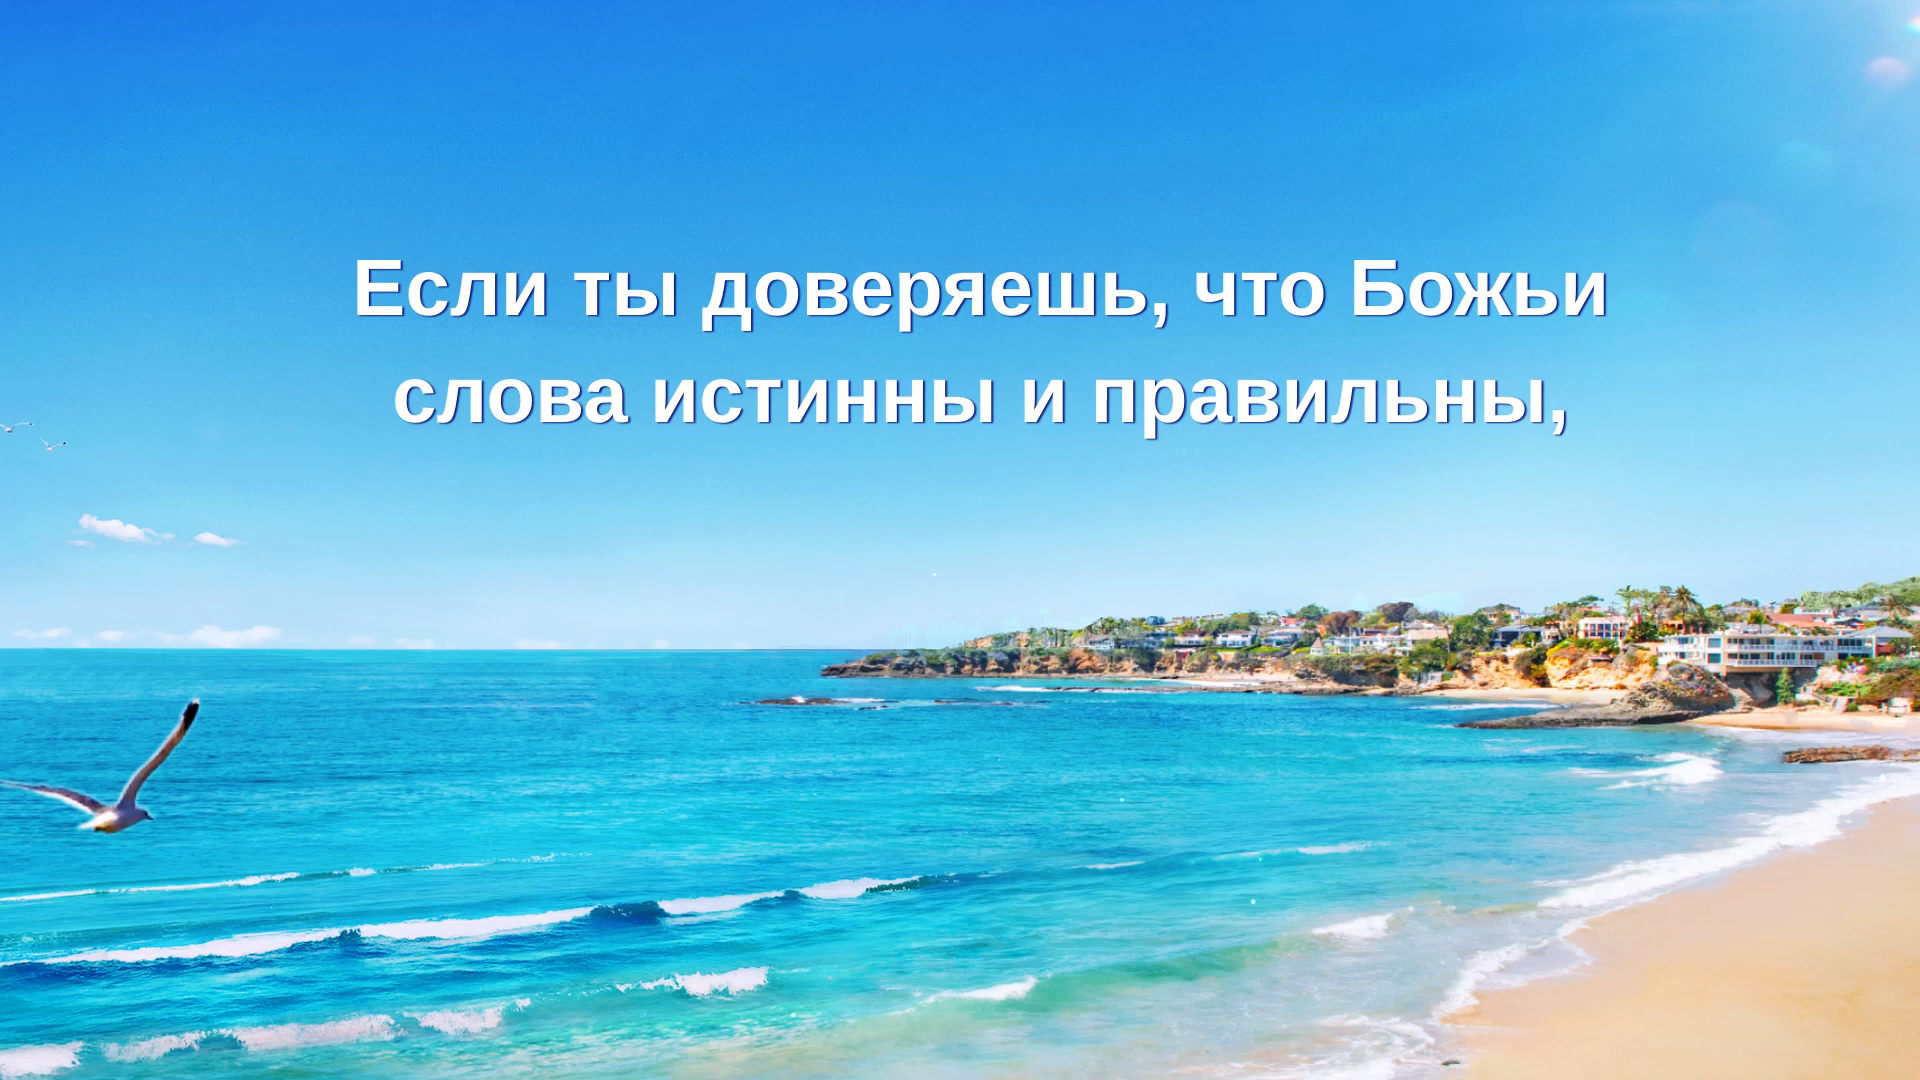 Если ты доверяешь, что Божьи
слова истинны и правильны,